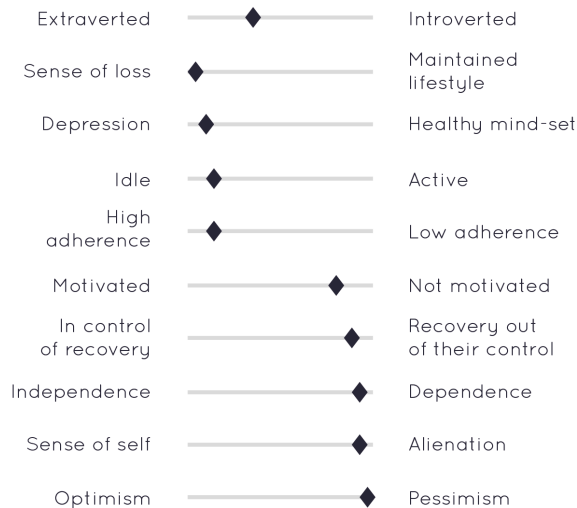 Extraverted Introverted
Sense of loss Maintained
lifestyle
Depression Healthy mind-set
Idle Active
High
adherence Low adherence
Motivated Not motivated
In control Recovery out
of recovery of their control
Independence Dependence
Sense of self Alienation
Optimism Pessimism